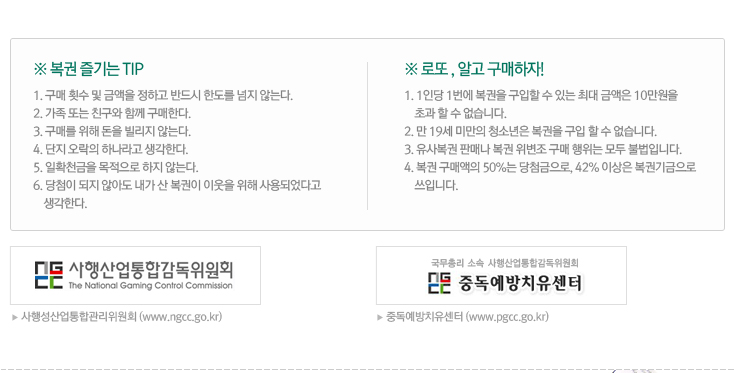 ※ 복권 즐기는 TIP
1. 구매 횟수 및 금액을 정하고 반드시 한도를 넘지 않는다.
2. 가족 또는 친구와 함께 구매한다.
3. 구매를 위해 돈을 빌리지 않는다.
4. 단지 오락의 하나라고 생각한다.
5. 일확천금을 목적으로 하지 않는다.
6. 당첨이 되지 않아도 내가 산 복권이 이웃을 위해 사용되었다고
생각한다.
※ 로또 , 알고 구매하자!
1. 1인당 1번에 복권을 구입할 수 있는 최대 금액은 10만원을
초과 할 수 없습니다.
2. 만 19세 미만의 청소년은 복권을 구입 할 수 없습니다.
3. 유사복권 판매나 복권 위변조 구매 행위는 모두 불법입니다.
4. 복권 구매액의 50%는 당첨금으로, 42% 이상은 복권기금으로
쓰입니다.
사행산업통합감독위원회
The National Gaming Control Commission
▶ 사행성산업통합관리위원회 (www.ngcc.go.kr)
국무총리 소속 사행산업통합감독위원회
중독예방치유센터
▶ 중독예방치유센터 (www.pgcc.go.kr)